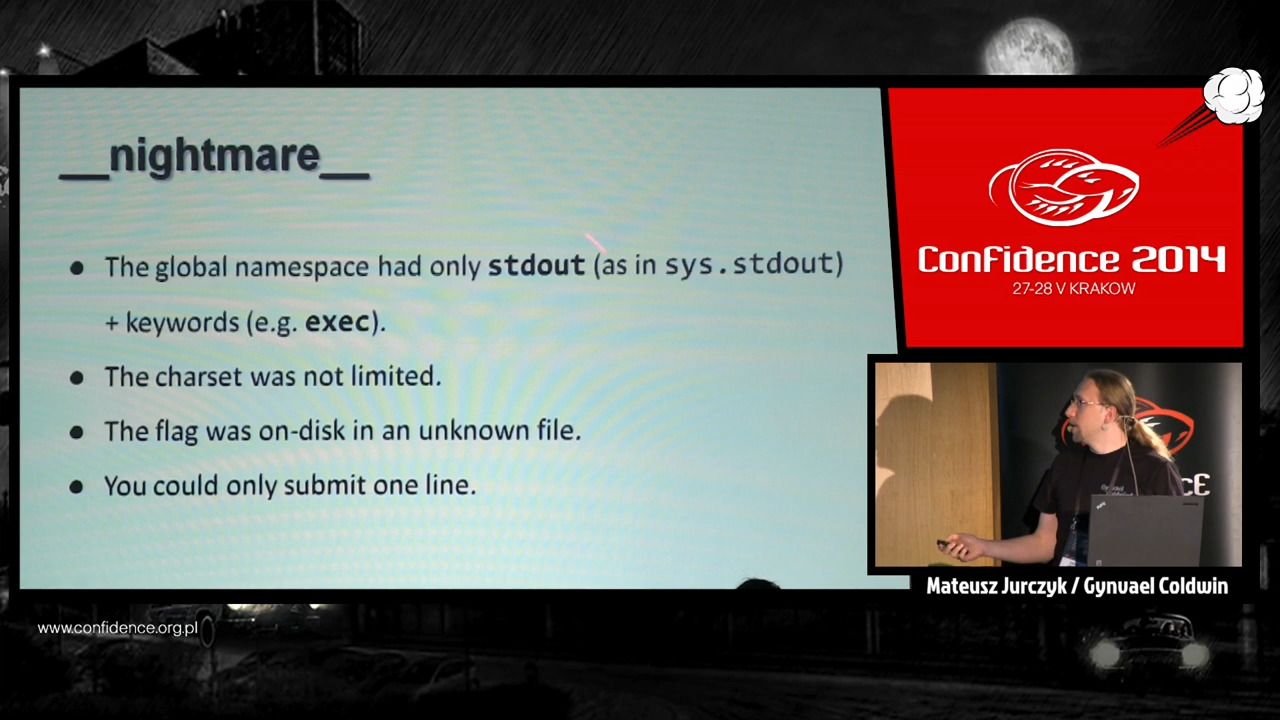 __nightmare__
● The global namespace had only stdout (as in sys.stdout)
+ keywords (e.g. exec).
● The charset was not limited.
● The flag was on-disk in an unknown file.
● You could only submit one line.
Confidence 2014
27-28 V KRAKOW
Mateusz Jurczyk / Gynvael Coldwin
www.confidence.org.pl